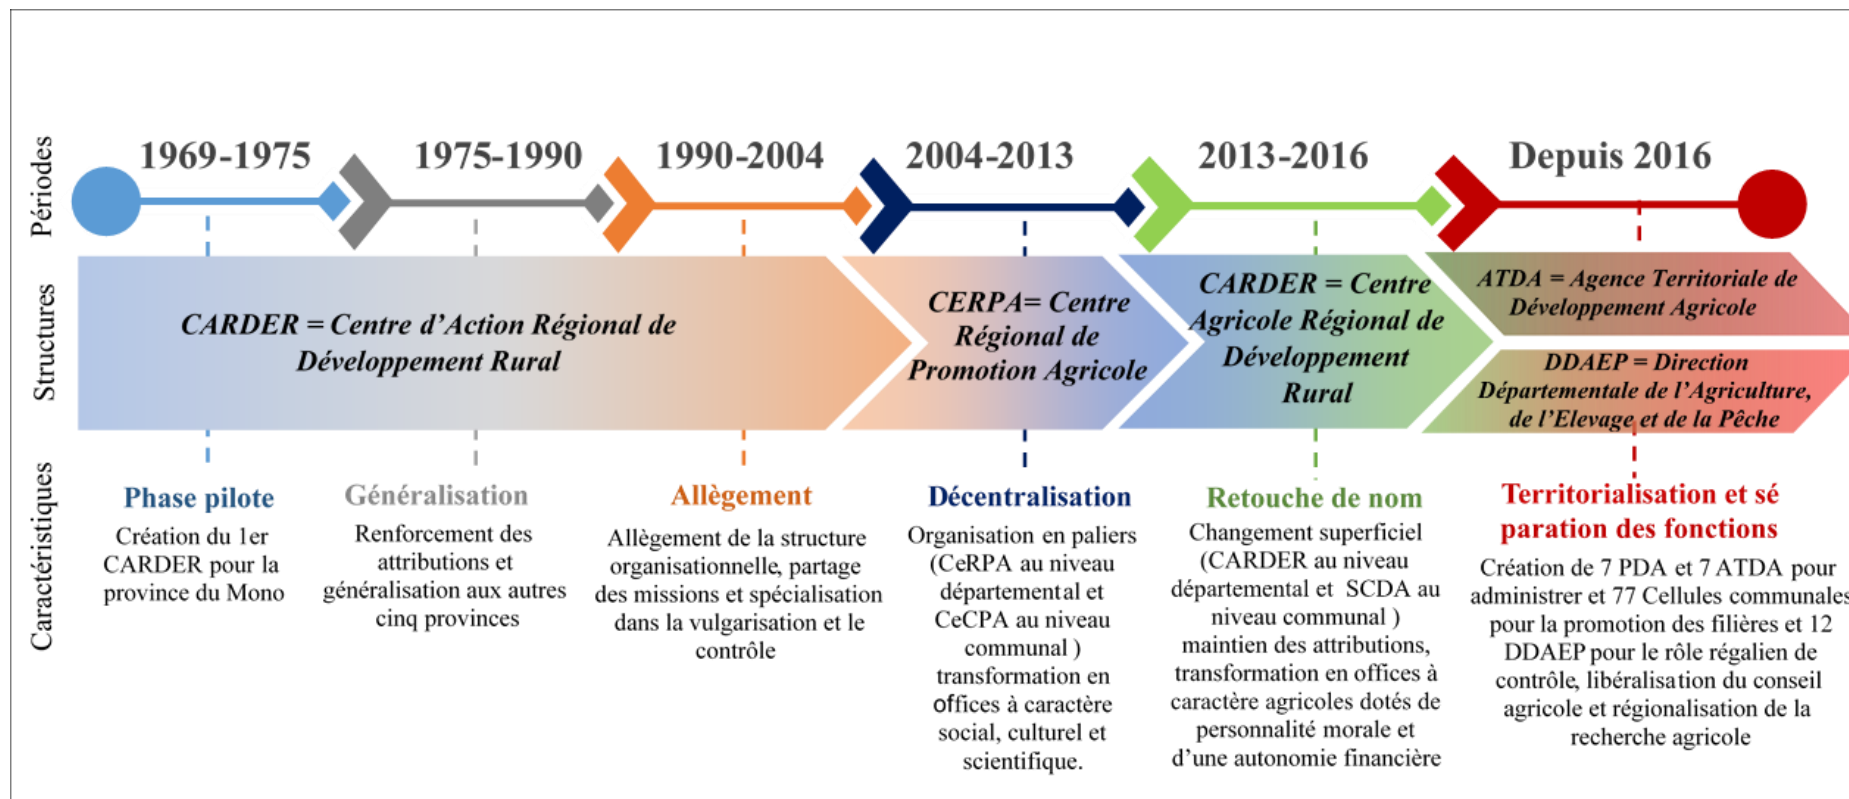 Périodes
1969-1975
1975-1990
1990-2004
2004-2013
2013-2016
Depuis 2016
Structures
CARDER = Centre d’Action Régional de
Développement Rural
CERPA= Centre
Régional de
Promotion Agricole
CARDER = Centre
Agricole Régional de
Développement
Rural
ATDA = Agence Territoriale de
Développement Agricole
DDAEP = Direction
Départementale de l’Agriculture,
de l’Elevage et de la Pêche
Caractéristiques
Phase pilote
Création du 1er
CARDER pour la
province du Mono
Généralisation
Renforcement des
attributions et
généralisation aux autres
cinq provinces
Allègement
Allègement de la structure
organisationnelle, partage
des missions et spécialisation
dans la vulgarisation et le
contrôle
Décentralisation
Organisation en paliers
(CeRPA au niveau
départemental et
CeCPA au niveau
communal )
transformation en
offices à caractère
social, culturel et
scientifique.
Retouche de nom
Changement superficiel
(CARDER au niveau
départemental et SCDA au
niveau communal )
maintien des attributions,
transformation en offices à
caractère agricoles dotés de
personnalité morale et
d’une autonomie financière
Territorialisation et sé
paration des fonctions
Création de 7 PDA et 7 ATDA pour
administrer et 77 Cellules communales
pour la promotion des filières et 12
DDAEP pour le rôle régalien de
contrôle, libéralisation du conseil
agricole et régionalisation de la
recherche agricole